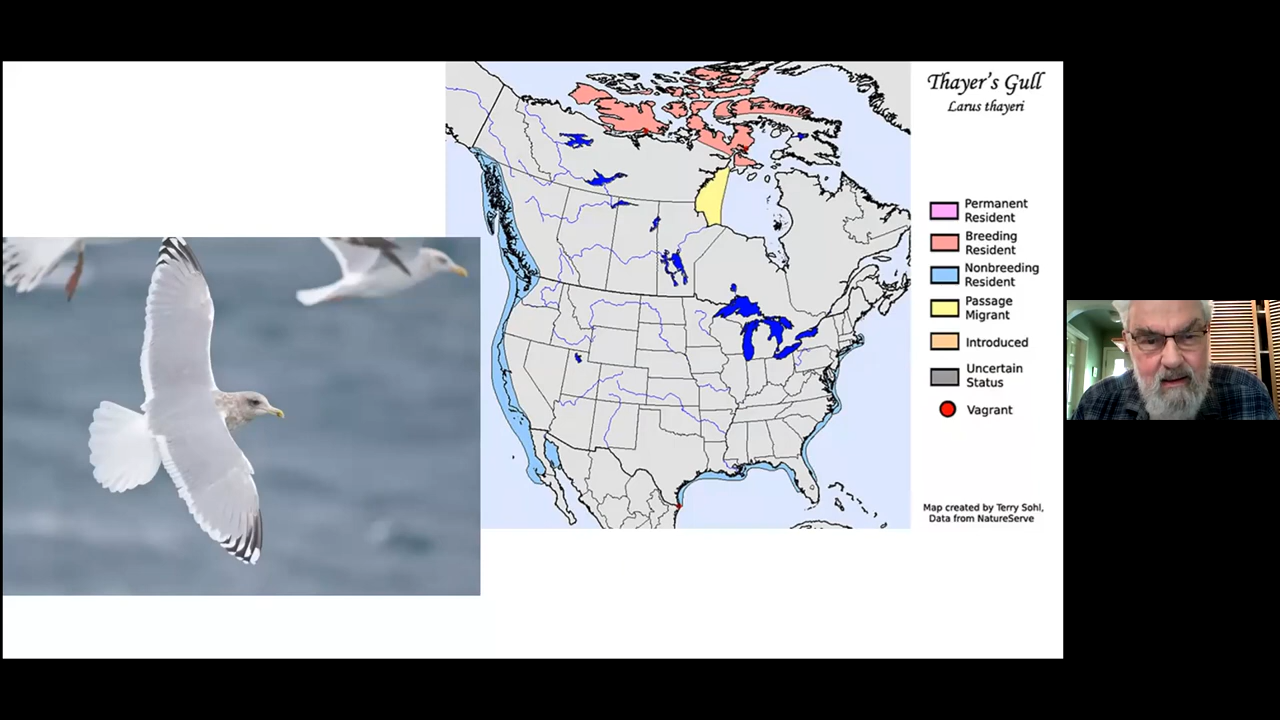 Thayer's Gull
Larus thayeri
Permanent
Resident
Breeding
Resident
Nonbreeding
Resident
Passage
Migrant
Introduced
Uncertain
Status
Vagrant
Map created by Terry Sohl,
Data from NatureServe